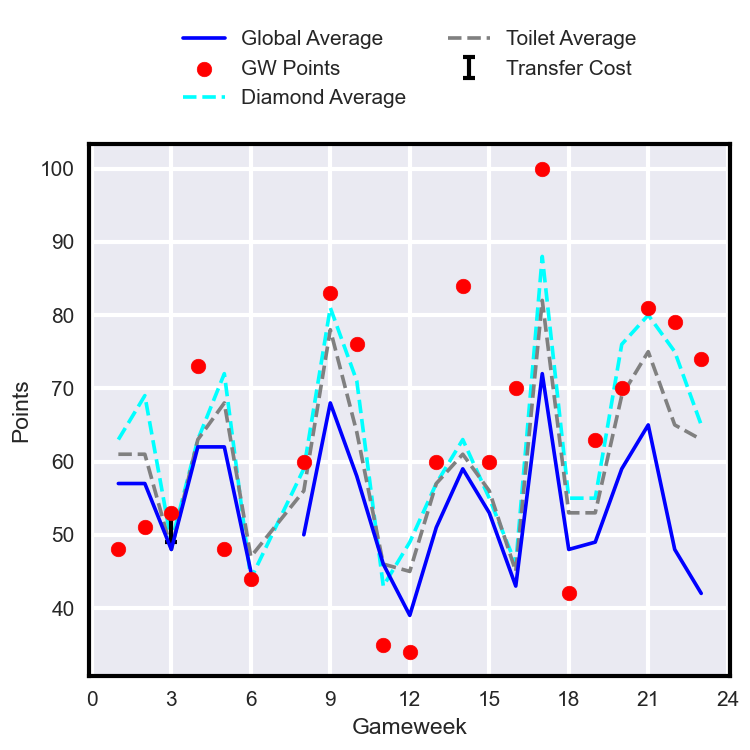 Global Average
GW Points
Diamond Average
Toilet Average
Transfer Cost
100
90
80
70
60
50
40
Points
0 3 6 9 12 15 18 21 24
Gameweek